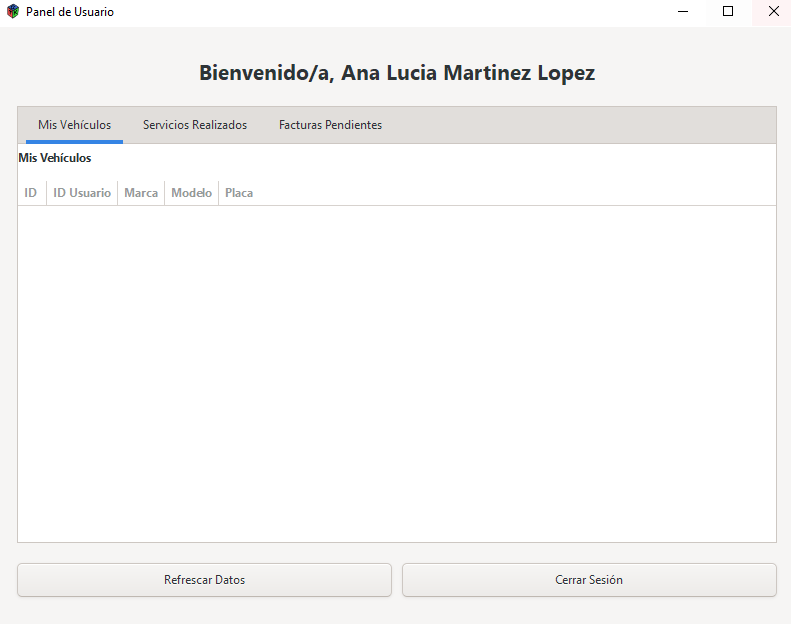 Panel de Usuario
Bienvenido/a, Ana Lucia Martinez Lopez
Mis Vehículos Servicios Realizados Facturas Pendientes
Mis Vehículos
ID ID Usuario Marca Modelo Placa
Refrescar Datos Cerrar Sesión